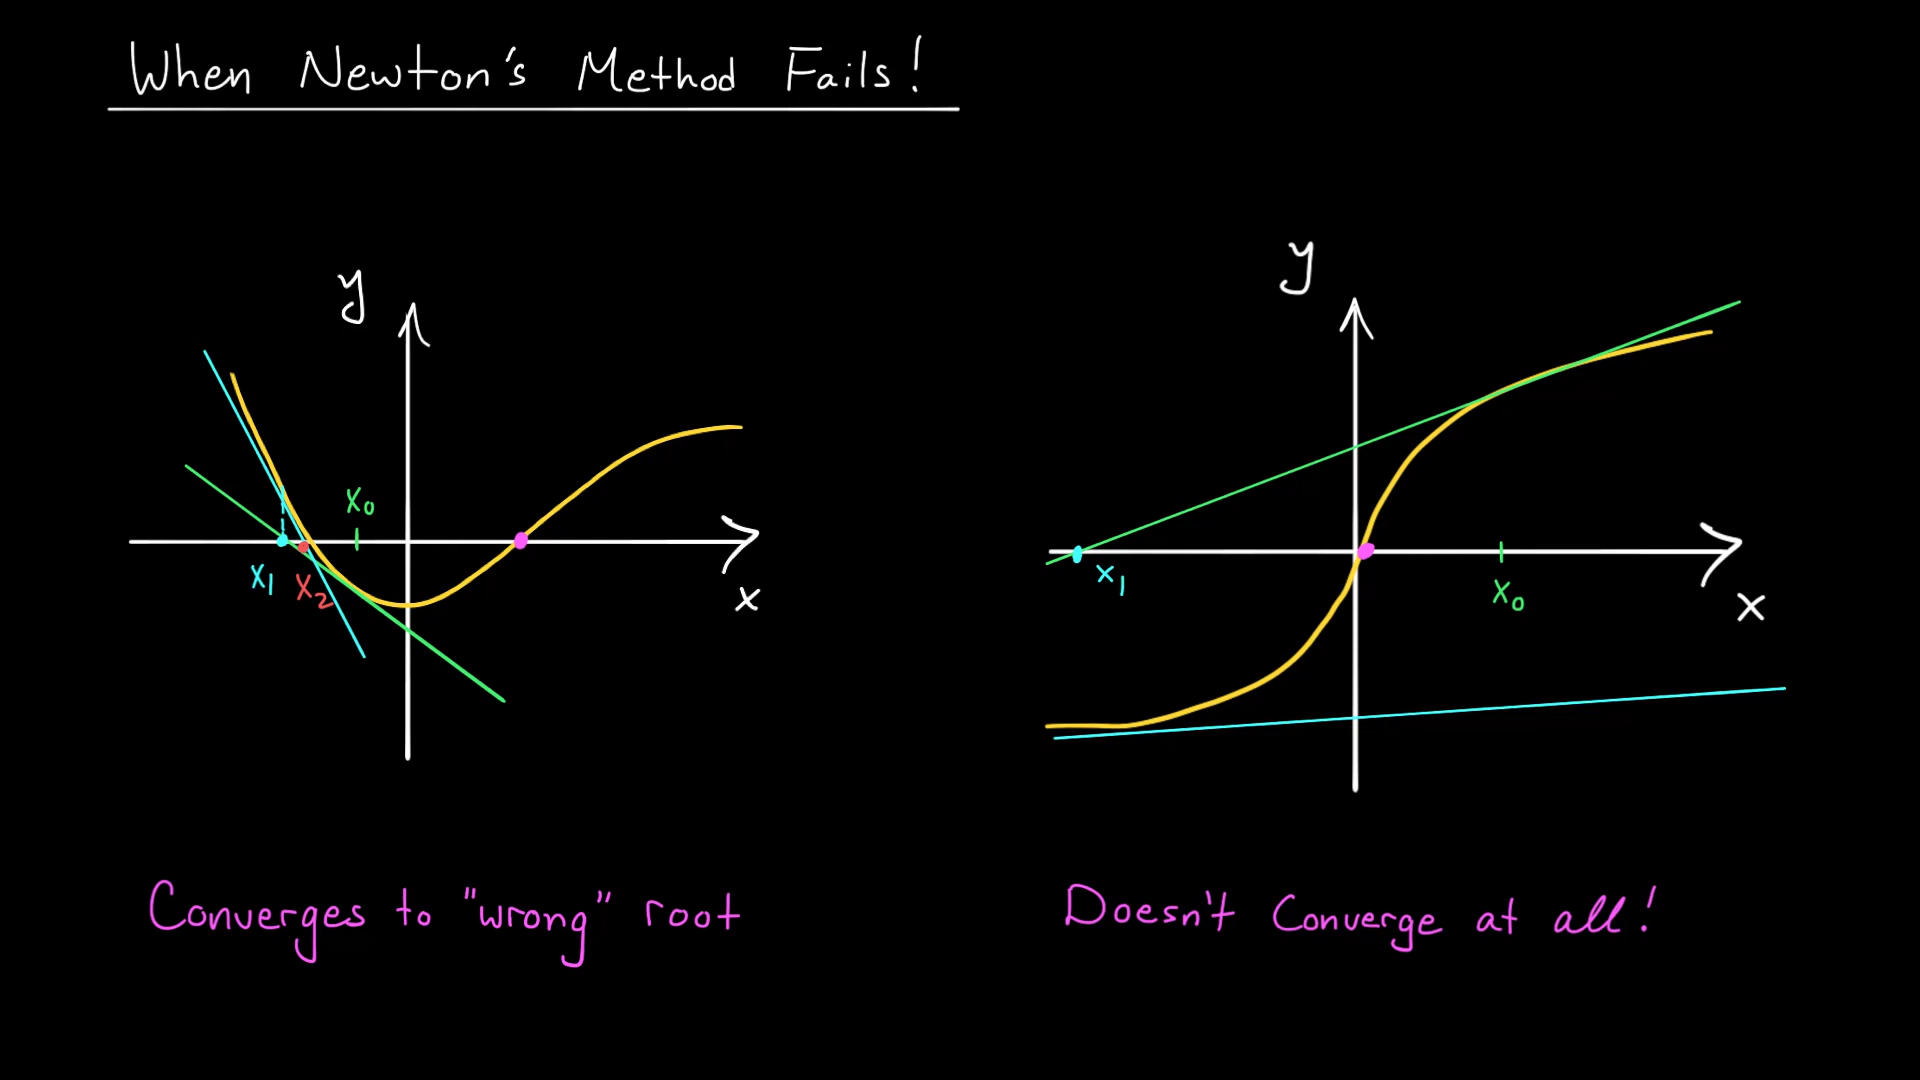 When Newton's Method Fails!
y
x₀
x₁
x₂
x
Converges to "wrong" root
y
x₁
x₀
x
Doesn't Converge at all!